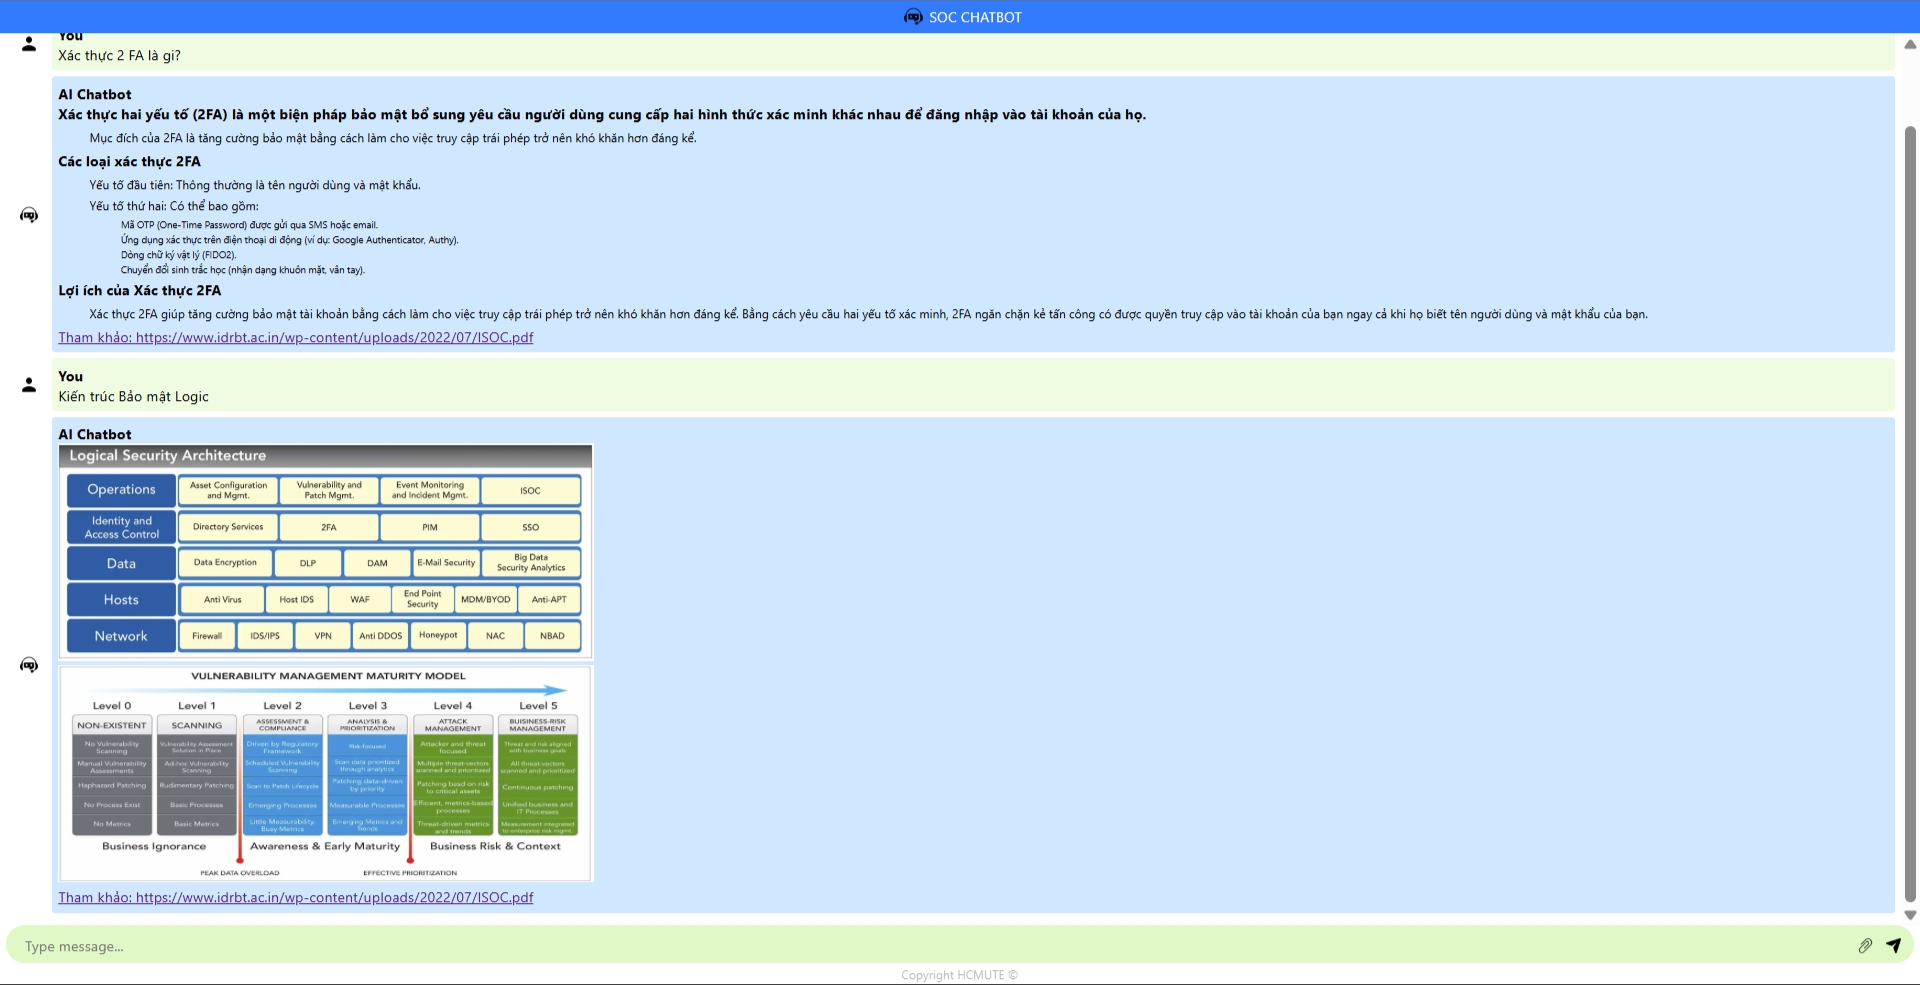 SOC CHATBOT
You
Xác thực 2 FA là gi?
AI Chatbot
Xác thực hai yếu tố (2FA) là một biện pháp bảo mật bổ sung yêu cầu người dùng cung cấp hai hình thức xác minh khác nhau để đăng nhập vào tài khoản của họ.
Mục đích của 2FA là tăng cường bảo mật bằng cách làm cho việc truy cập trái phép trở nên khó khăn hơn đáng kể.
Các loại xác thực 2FA
Yếu tố đầu tiên: Thông thường là tên người dùng và mật khẩu.
Yếu tố thứ hai: Có thể bao gồm:
Mã OTP (One-Time Password) được gửi qua SMS hoặc email.
Ứng dụng xác thực trên điện thoại di động (ví dụ: Google Authenticator, Authy).
Dòng chữ ký vật lý (FIDO2).
Chuyển đổi sinh trắc học (nhận dạng khuôn mặt, vân tay).
Lợi ích của Xác thực 2FA
Xác thực 2FA giúp tăng cường bảo mật tài khoản bằng cách làm cho việc truy cập trái phép trở nên khó khăn hơn đáng kể. Bằng cách yêu cầu hai yếu tố xác minh, 2FA ngăn chặn kẻ tấn công có được quyền truy cập vào tài khoản của bạn ngay cả khi họ biết tên người dùng và mật khẩu của bạn.
Tham khảo: https://www.idrbt.ac.in/wp-content/uploads/2022/07/ISOC.pdf
You
Kiến trúc Bảo mật Logic
AI Chatbot
Logical Security Architecture
Operations
Asset Configuration
and Mgmt.
Vulnerability and
Patch Mgmt.
Event Monitoring
and Incident Mgmt.
ISOC
Identity and
Access Control
Directory Services
2FA
PIM
SSO
Data
Data Encryption
DLP
DAM
E-Mail Security
Big Data
Security Analytics
Hosts
Anti Virus
Host IDS
WAF
End Point
Security
MDM/BYOD
Anti-APT
Network
Firewall
IDS/IPS
VPN
Anti DDOS
Honeypot
NAC
NBAD
VULNERABILITY MANAGEMENT MATURITY MODEL
Level 0
Level 1
Level 2
Level 3
Level 4
Level 5
NON-EXISTENT
No Vulnerability
Scanning
Manual Vulnerability
Assessments
Haphazard Patching
No Process Exist
No Metrics
SCANNING
Vulnerability Assessment
Solution in Place
Ad-hoc Vulnerability
Scanning
Rudimentary Patching
Basic Processes
Basic Metrics
ASSESSMENT &
COMPLIANCE
Driven by Regulatory
Framework
Scheduled Vulnerability
Scanning
Scan to Patch Lifecycle
Emerging Processes
Little Measurability,
Busy Metrics
ANALYSIS &
PRIORITIZATION
Risk-focused
Scan data prioritized
through analytics
Patching data-driven
by priority
Measurable Processes
Emerging Metrics and
Trends
ATTACK
MANAGEMENT
Attacker and threat
focused
Multiple threat-vectors
scanned and prioritized
Patching basd on risk
to critical assets
Efficient, metrics-based
processes
Threat-driven metrics
and trends
BUISINESS-RISK
MANAGEMENT
Threat and risk aligned
with business goals
All threat-vectors
scanned and prioritized
Continuous patching
Unified business and
IT Processes
Measurement integrated
to enterprise risk mgmt.
Business Ignorance
Awareness & Early Maturity
Business Risk & Context
PEAK DATA OVERLOAD
EFFECTIVE PRIORITIZATION
Tham khảo: https://www.idrbt.ac.in/wp-content/uploads/2022/07/ISOC.pdf
Type message...
Copyright HCMUTE ©